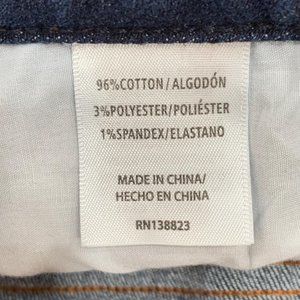 96%COTTON/ALGODÓN
3%POLYESTER/POLIÉSTER
1%SPANDEX/ELASTANO
MADE IN CHINA/
HECHO EN CHINA
RN138823